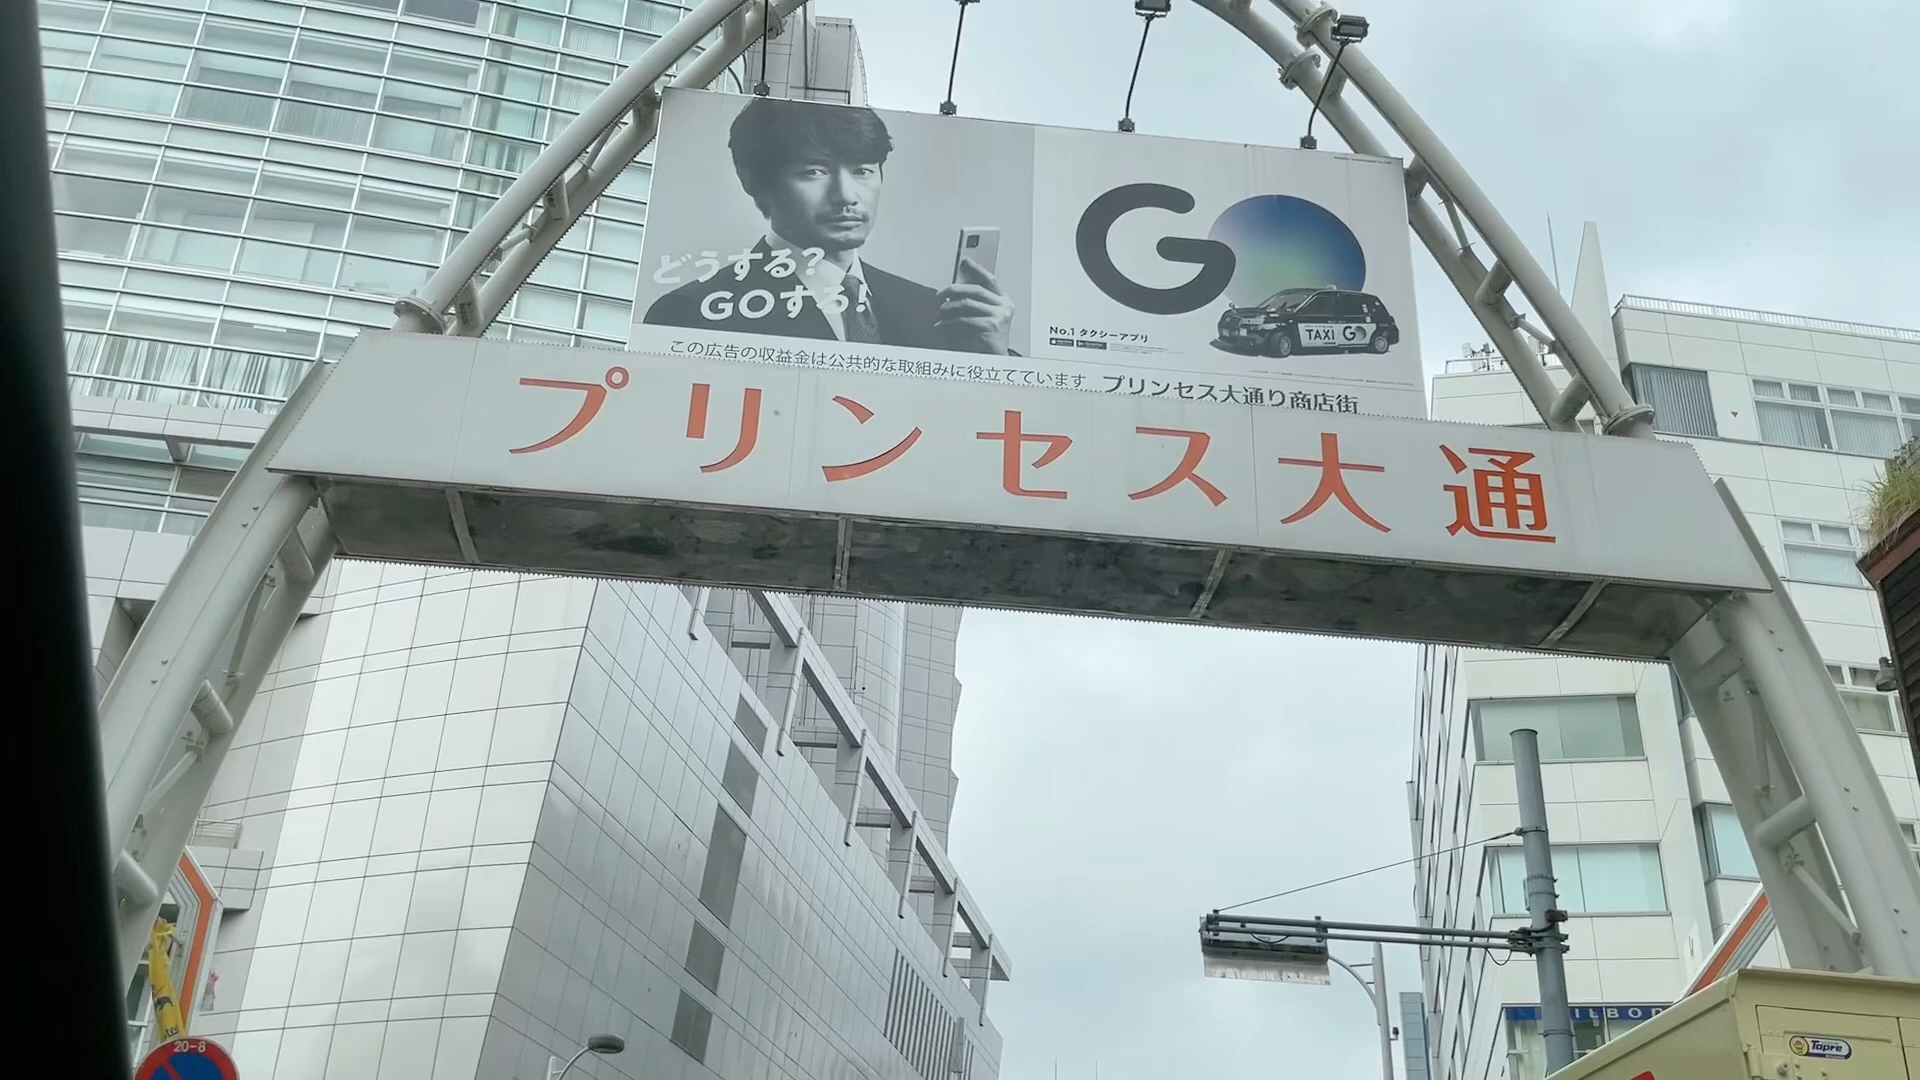 どうする?
GOする!
GO
No.1 タクシーアプリ
TAXI GO
この広告の収益金は公共的な取組みに役立てています
プリンセス大通り商店街
プリンセス大通
20-8
Topre